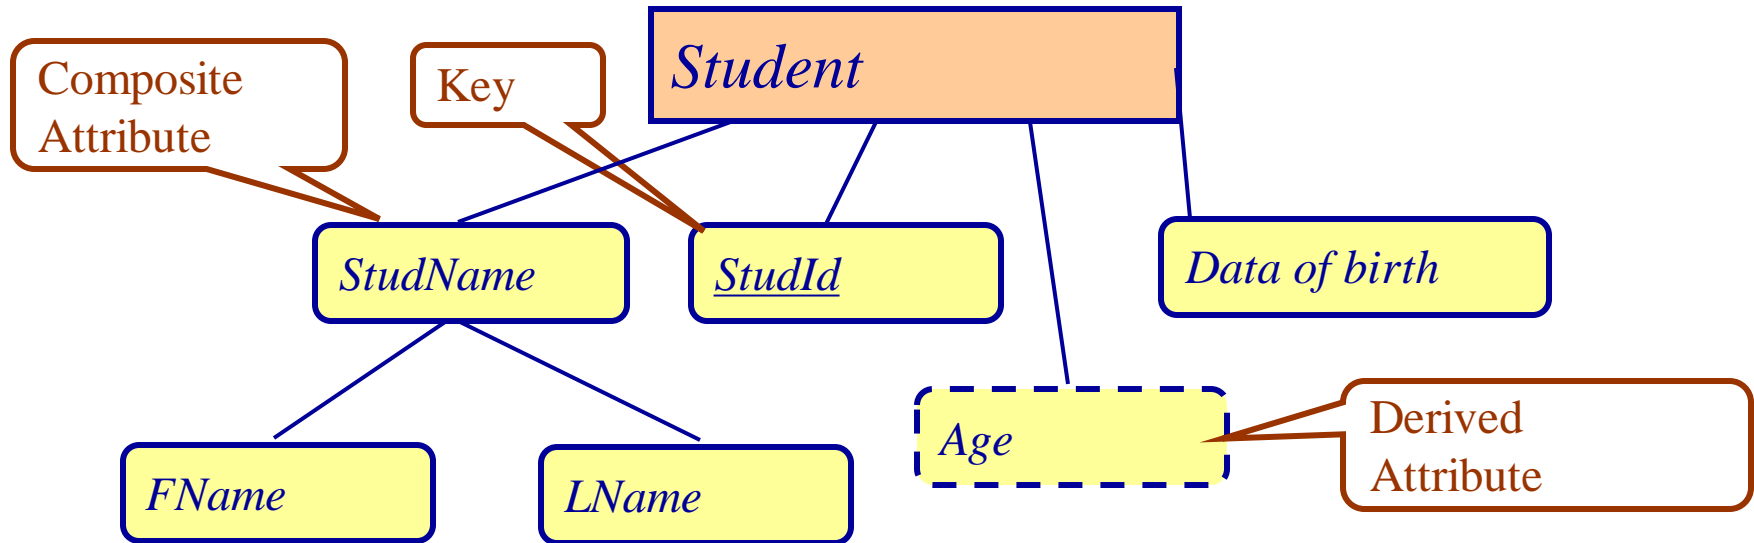 Student
Composite
Attribute
Key
StudName
StudId
Data of birth
Age
Derived
Attribute
FName
LName